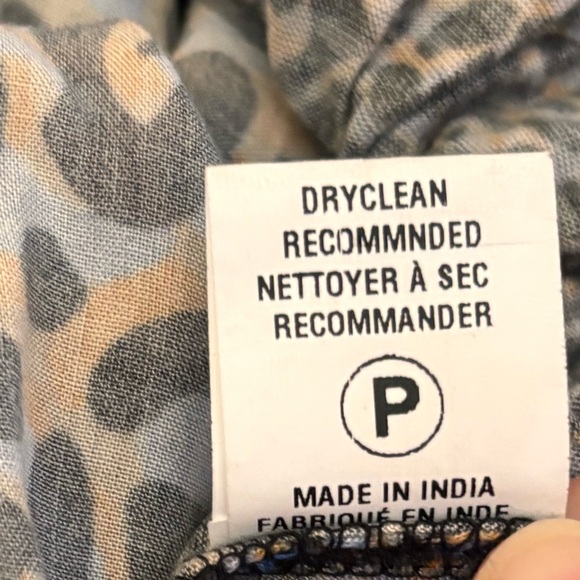 DRYCLEAN
RECOMMNDED
NETTOYER À SEC
RECOMMANDER
P
MADE IN INDIA
FABRIQUÉ EN INDE